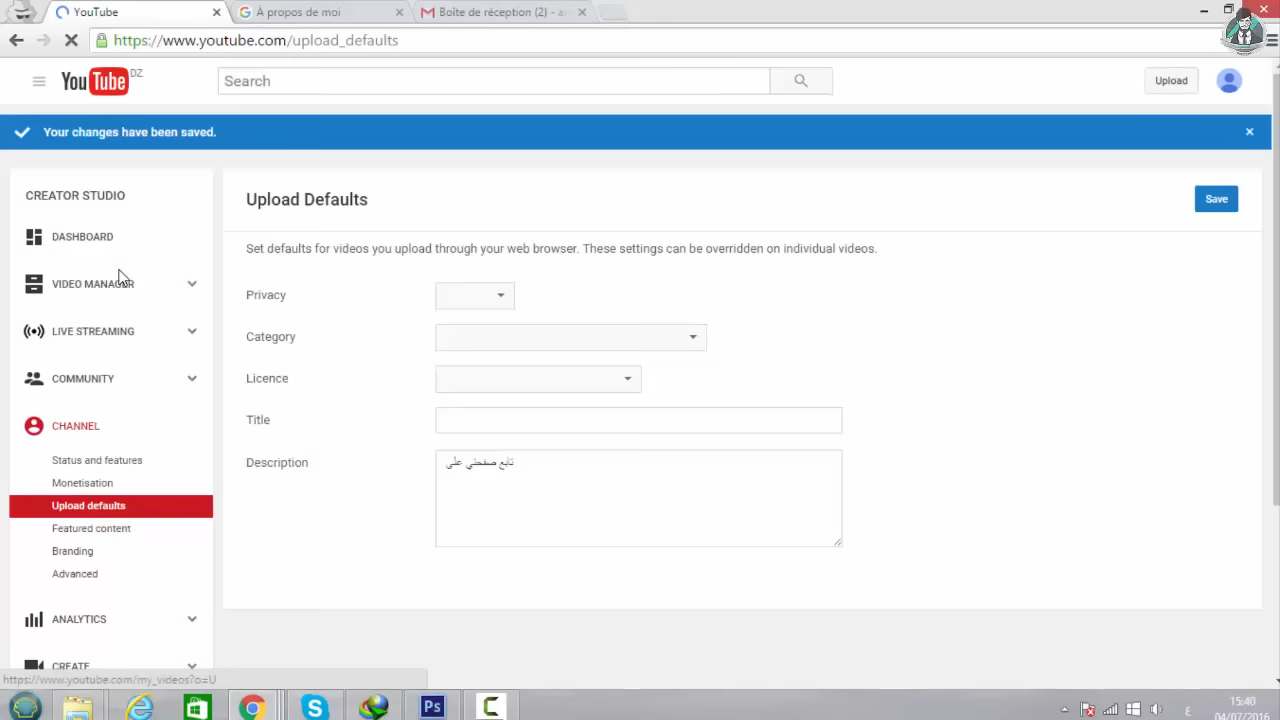 YouTube
À propos de moi
Boîte de réception (2) - a
https://www.youtube.com/upload_defaults
YouTube DZ
Search
Upload
Your changes have been saved.
CREATOR STUDIO
DASHBOARD
VIDEO MANAGER
LIVE STREAMING
COMMUNITY
CHANNEL
Status and features
Monetisation
Upload defaults
Featured content
Branding
Advanced
ANALYTICS
CREATE
Upload Defaults
Save
Set defaults for videos you upload through your web browser. These settings can be overridden on individual videos.
Privacy
Category
Licence
Title
Description
تابع صفحتي على
https://www.youtube.com/my_videos?o=U
Ps
ع
15:40
04/07/2016